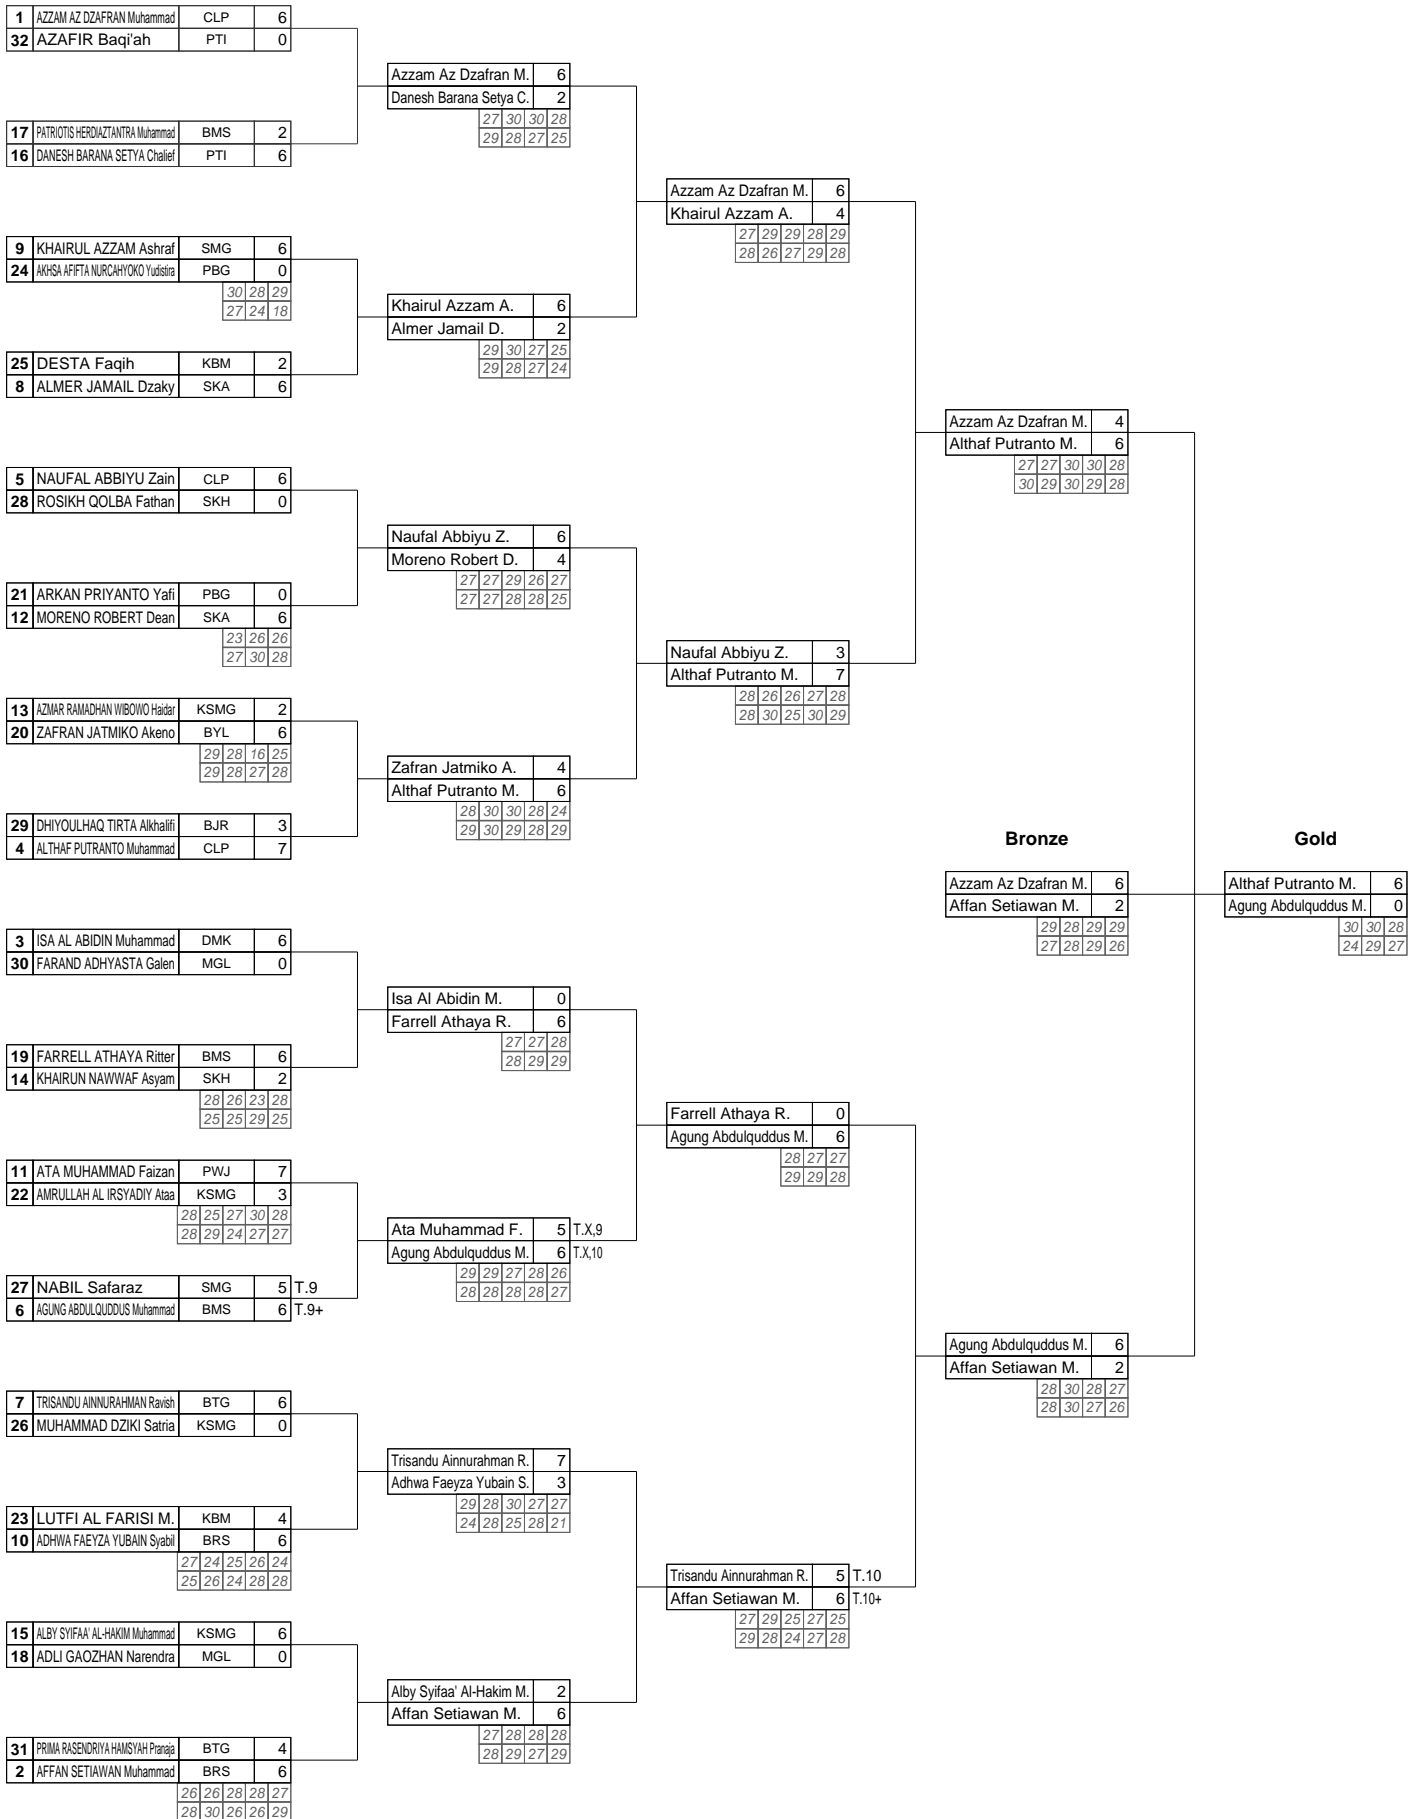 1 AZZAM AZ DZAFRAN Muhammad CLP 6
32 AZAFIR Baqi'ah PTI 0
17 PATRIOTIS HERDIAZTANTRA Muhammad BMS 2
16 DANESH BARANA SETYA Chalief PTI 6
9 KHAIRUL AZZAM Ashraf SMG 6
24 AKHSA AFIFTA NURCAHYOKO Yudistira PBG 0
30 28 29
27 24 18
25 DESTA Faqih KBM 2
8 ALMER JAMAIL Dzaky SKA 6
5 NAUFAL ABBIYU Zain CLP 6
28 ROSIKH QOLBA Fathan SKH 0
21 ARKAN PRIYANTO Yafi PBG 0
12 MORENO ROBERT Dean SKA 6
23 26 26
27 30 28
13 AZMAR RAMADHAN WIBOWO Haidar KSMG 2
20 ZAFRAN JATMIKO Akeno BYL 6
29 28 16 25
29 28 27 28
29 DHIYOULHAQ TIRTA Alkhalifi BJR 3
4 ALTHAF PUTRANTO Muhammad CLP 7
3 ISA AL ABIDIN Muhammad DMK 6
30 FARAND ADHYASTA Galen MGL 0
19 FARRELL ATHAYA Ritter BMS 6
14 KHAIRUN NAWWAF Asyam SKH 2
28 26 23 28
25 25 29 25
11 ATA MUHAMMAD Faizan PWJ 7
22 AMRULLAH AL IRSYADIY Ataa KSMG 3
28 25 27 30 28
28 29 24 27 27
27 NABIL Safaraz SMG 5 T.9
6 AGUNG ABDULQUDDUS Muhammad BMS 6 T.9+
7 TRISANDU AINNURAHMAN Ravish BTG 6
26 MUHAMMAD DZIKI Satria KSMG 0
23 LUTFI AL FARISI M. KBM 4
10 ADHWA FAEYZA YUBAIN Syabil BRS 6
27 24 25 26 24
25 26 24 28 28
15 ALBY SYIFAA' AL-HAKIM Muhammad KSMG 6
18 ADLI GAOZHAN Narendra MGL 0
31 PRIMA RASENDRIYA HAMSYAH Pranaja BTG 4
2 AFFAN SETIAWAN Muhammad BRS 6
26 26 28 28 27
28 30 26 26 29
Azzam Az Dzafran M. 6
Danesh Barana Setya C. 2
27 30 30 28
29 28 27 25
Khairul Azzam A. 6
Almer Jamail D. 2
29 30 27 25
29 28 27 24
Naufal Abbiyu Z. 6
Moreno Robert D. 4
27 27 29 26 27
27 27 28 28 25
Zafran Jatmiko A. 4
Althaf Putranto M. 6
28 30 30 28 24
29 30 29 28 29
Isa Al Abidin M. 0
Farrell Athaya R. 6
27 27 28
28 29 29
Ata Muhammad F. 5 T.X,9
Agung Abdulquddus M. 6 T.X,10
29 29 27 28 26
28 28 28 28 27
Trisandu Ainnurahman R. 7
Adhwa Faeyza Yubain S. 3
29 28 30 27 27
24 28 25 28 21
Alby Syifaa' Al-Hakim M. 2
Affan Setiawan M. 6
27 28 28 28
28 29 27 29
Azzam Az Dzafran M. 6
Khairul Azzam A. 4
27 29 29 28 29
28 26 27 29 28
Naufal Abbiyu Z. 3
Althaf Putranto M. 7
28 26 26 27 28
28 30 25 30 29
Farrell Athaya R. 0
Agung Abdulquddus M. 6
28 27 27
29 29 28
Trisandu Ainnurahman R. 5 T.10
Affan Setiawan M. 6 T.10+
27 29 25 27 25
29 28 24 27 28
Azzam Az Dzafran M. 4
Althaf Putranto M. 6
27 27 30 30 28
30 29 30 29 28
Bronze
Azzam Az Dzafran M. 6
Affan Setiawan M. 2
29 28 29 29
27 28 29 26
Agung Abdulquddus M. 6
Affan Setiawan M. 2
28 30 28 27
28 30 27 26
Gold
Althaf Putranto M. 6
Agung Abdulquddus M. 0
30 30 28
24 29 27